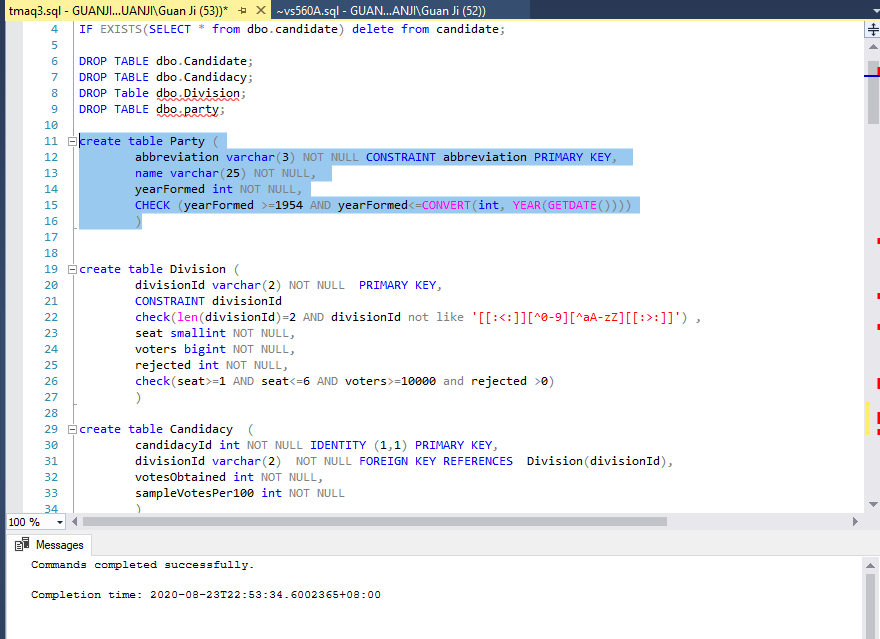 tmaq3.sql - GUANJI...UANJI\Guan Ji (53))* ~vs560A.sql - GUAN...ANJI\Guan Ji (52))
4 IF EXISTS(SELECT * from dbo.candidate) delete from candidate;
5
6 DROP TABLE dbo.Candidate;
7 DROP TABLE dbo.Candidacy;
8 DROP Table dbo.Division;
9 DROP TABLE dbo.party;
10
11 create table Party (
12 abbreviation varchar(3) NOT NULL CONSTRAINT abbreviation PRIMARY KEY,
13 name varchar(25) NOT NULL,
14 yearFormed int NOT NULL,
15 CHECK (yearFormed >=1954 AND yearFormed<=CONVERT(int, YEAR(GETDATE())))
16 )
17
18
19 create table Division (
20 divisionId varchar(2) NOT NULL  PRIMARY KEY,
21 CONSTRAINT divisionId
22 check(len(divisionId)=2 AND divisionId not like '[[:<:]][^0-9][^aA-zZ][[:>:]]') ,
23 seat smallint NOT NULL,
24 voters bigint NOT NULL,
25 rejected int NOT NULL,
26 check(seat>=1 AND seat<=6 AND voters>=10000 and rejected >0)
27 )
28
29 create table Candidacy  (
30 candidacyId int NOT NULL IDENTITY (1,1) PRIMARY KEY,
31 divisionId varchar(2)  NOT NULL FOREIGN KEY REFERENCES  Division(divisionId),
32 votesObtained int NOT NULL,
33 sampleVotesPer100 int NOT NULL
34 )
100 %
Messages
Commands completed successfully.
Completion time: 2020-08-23T22:53:34.6002365+08:00